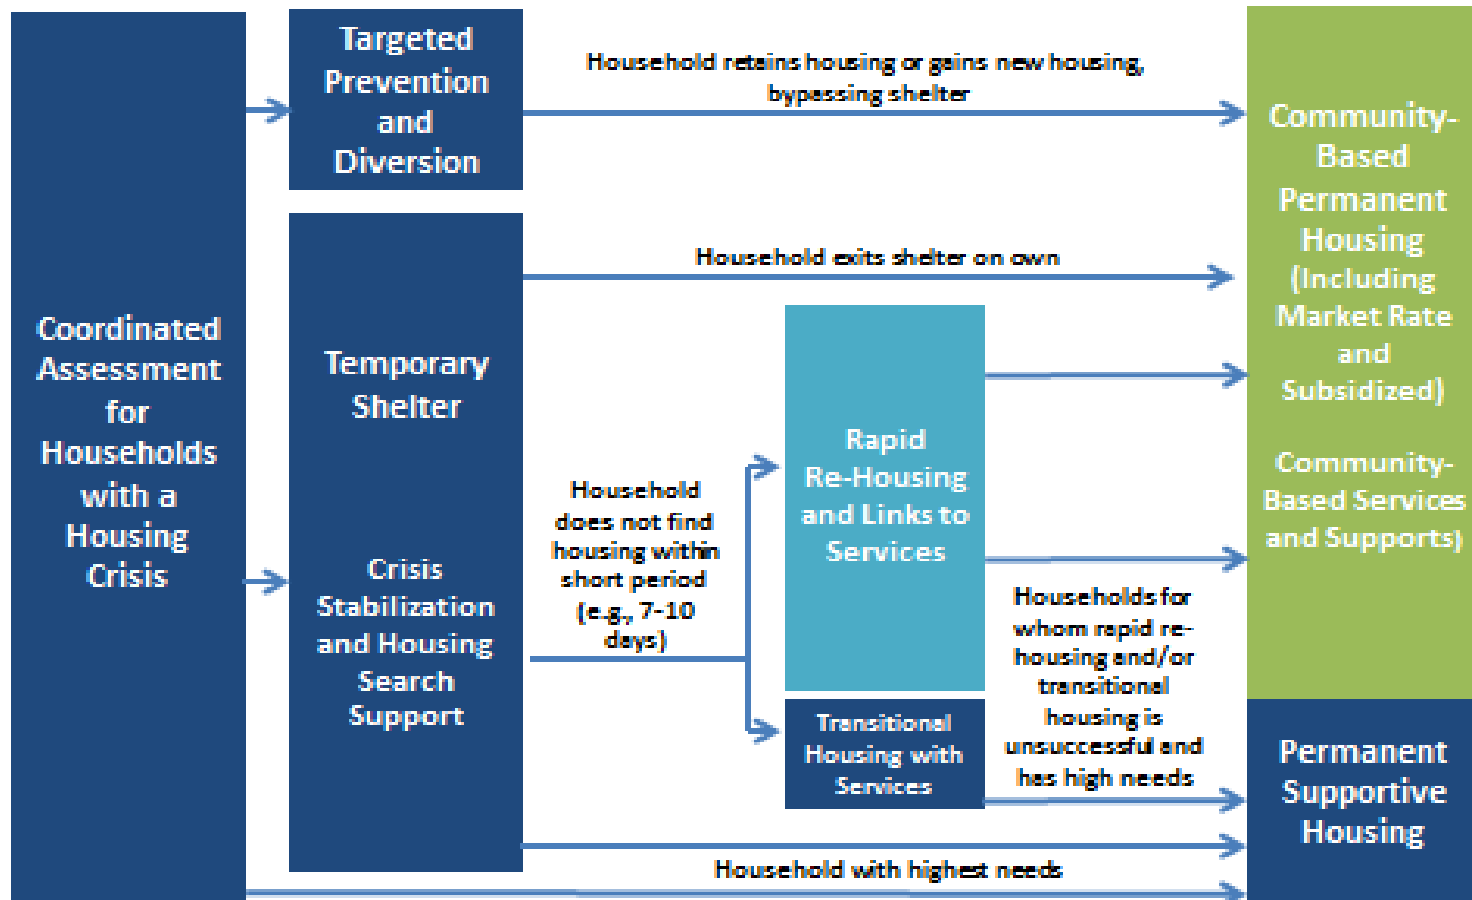 Coordinated
Assessment
for
Households
with a
Housing
Crisis
Targeted
Prevention
and
Diversion
Household retains housing or gains new housing,
bypassing shelter
Temporary
Shelter
Crisis
Stabilization
and Housing
Search
Support
Household exits shelter on own
Household
does not find
housing within
short period
(e.g., 7-10
days)
Rapid
Re-Housing
and Links to
Services
Transitional
Housing with
Services
Households for
whom rapid re-
housing and/or
transitional
housing is
unsuccessful and
has high needs
Household with highest needs
Community-
Based
Permanent
Housing
(Including
Market Rate
and
Subsidized)
Community-
Based Services
and Supports)
Permanent
Supportive
Housing